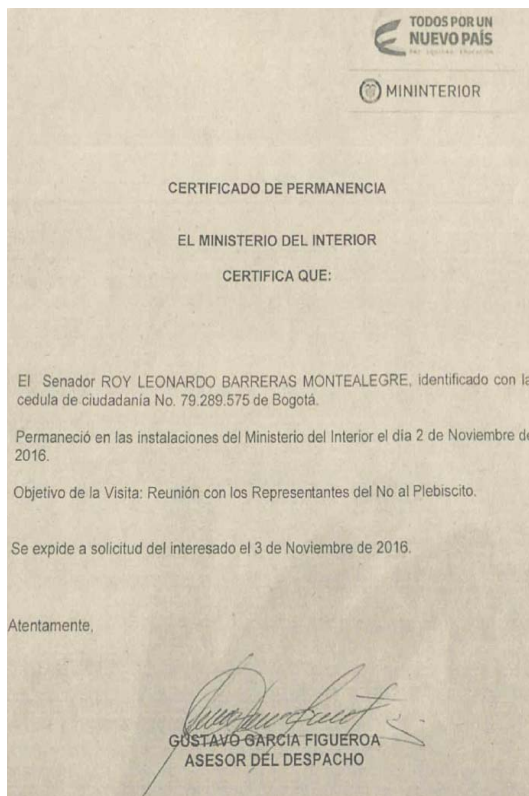 TODOS POR UN
NUEVO PAÍS
PAZ EQUIDAD EDUCACIÓN
MININTERIOR
CERTIFICADO DE PERMANENCIA
EL MINISTERIO DEL INTERIOR
CERTIFICA QUE:
El Senador ROY LEONARDO BARRERAS MONTEALEGRE, identificado con la
cedula de ciudadanía No. 79.289.575 de Bogotá.
Permaneció en las instalaciones del Ministerio del Interior el día 2 de Noviembre de
2016.
Objetivo de la Visita: Reunión con los Representantes del No al Plebiscito.
Se expide a solicitud del interesado el 3 de Noviembre de 2016.
Atentamente,
GUSTAVO GARCIA FIGUEROA
ASESOR DEL DESPACHO